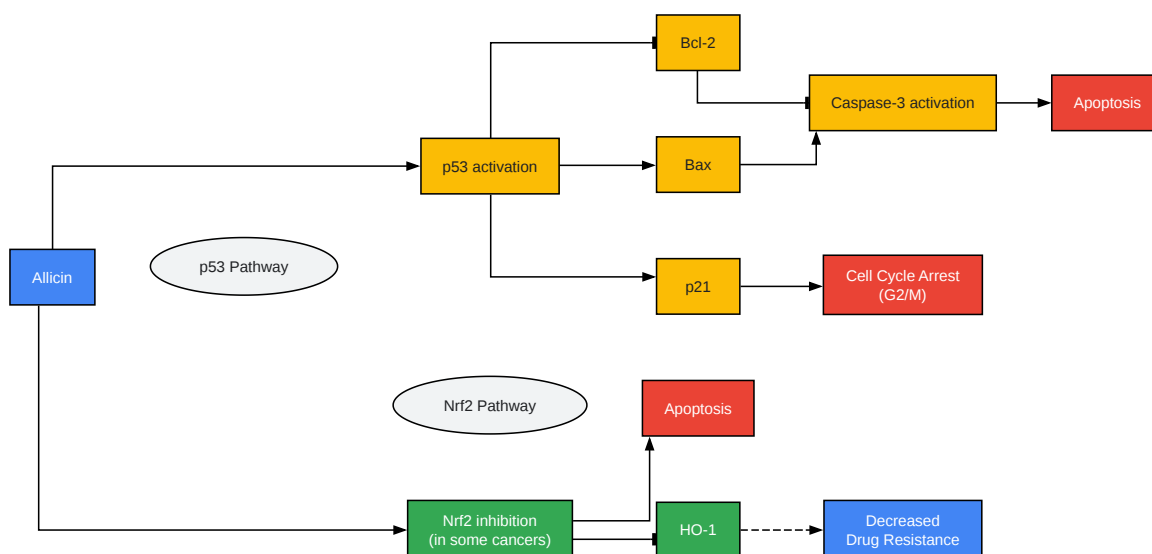 Bcl-2
Caspase-3 activation
Apoptosis
p53 activation
Bax
Allicin
p53 Pathway
p21
Cell Cycle Arrest
(G2/M)
Nrf2 Pathway
Apoptosis
Nrf2 inhibition
(in some cancers)
HO-1
Decreased
Drug Resistance